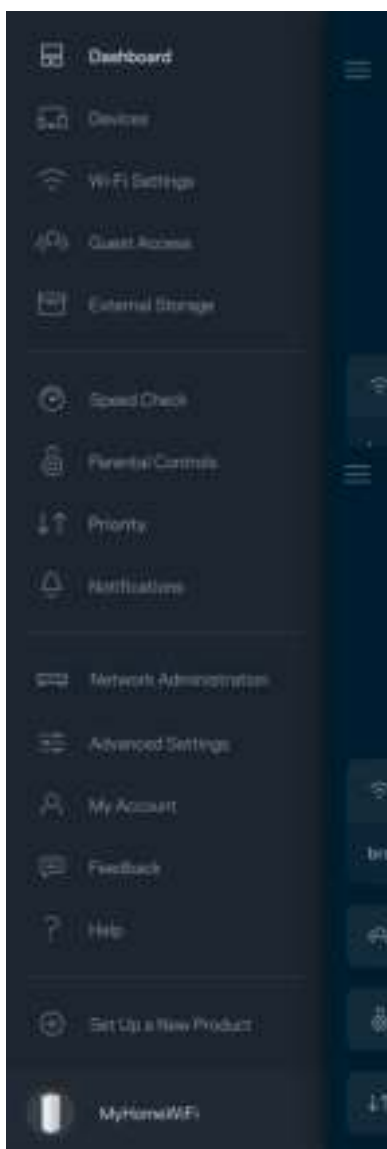 Dashboard
Devices
Wi-Fi Settings
Guest Access
External Storage
Speed Check
Parental Controls
Priority
Notifications
Network Administration
Advanced Settings
My Account
Feedback
Help
Set Up a New Product
MyHomeWiFi